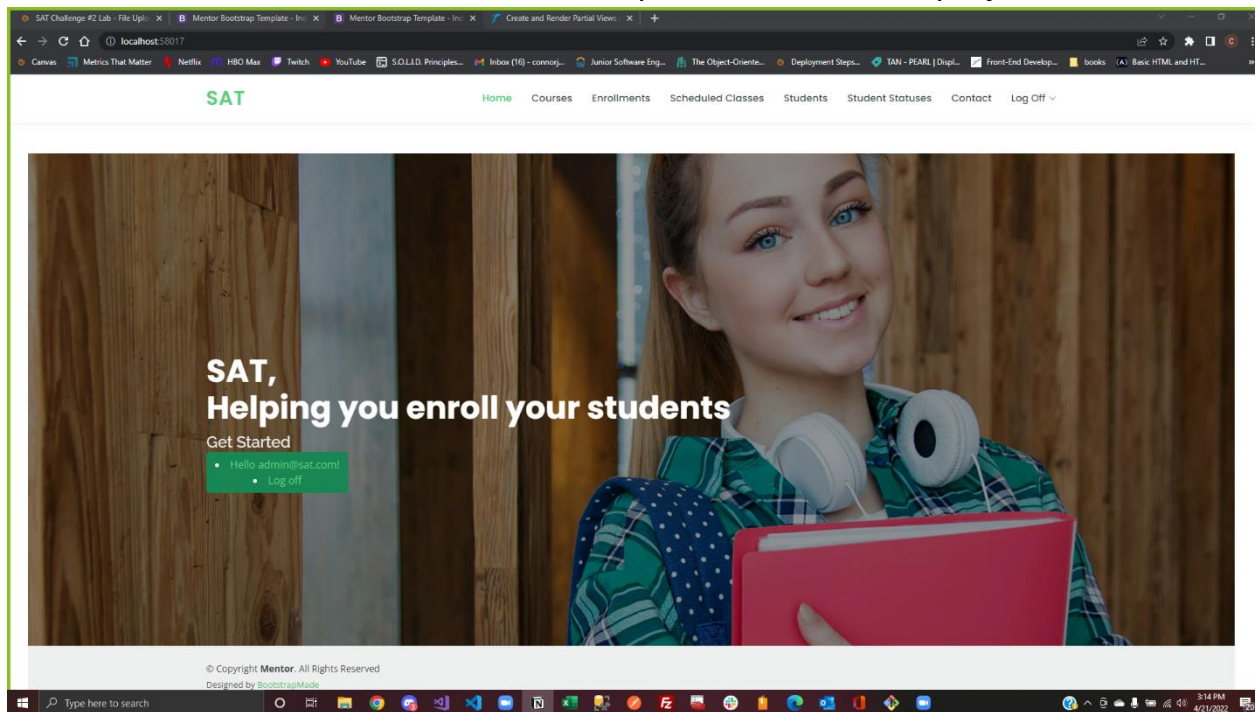 SAT Challenge #2 Lab - File Uplo
Mentor Bootstrap Template - Ind
Mentor Bootstrap Template - Ind
Create and Render Partial Views
localhost:58017
Canvas
Metrics That Matter
Netflix
HBO Max
Twitch
YouTube
S.O.L.I.D. Principles...
Inbox (16) - connorj...
Junior Software Eng...
The Object-Oriente...
Deployment Steps...
TAN - PEARL | Displ...
Front-End Develop...
books
Basic HTML and HT...
SAT
Home Courses Enrollments Scheduled Classes Students Student Statuses Contact Log Off
SAT,
Helping you enroll your students
Get Started
• Hello admin@sat.com!
• Log off
© Copyright Mentor. All Rights Reserved
Designed by BootstrapMade
Type here to search
3:14 PM
4/21/2022